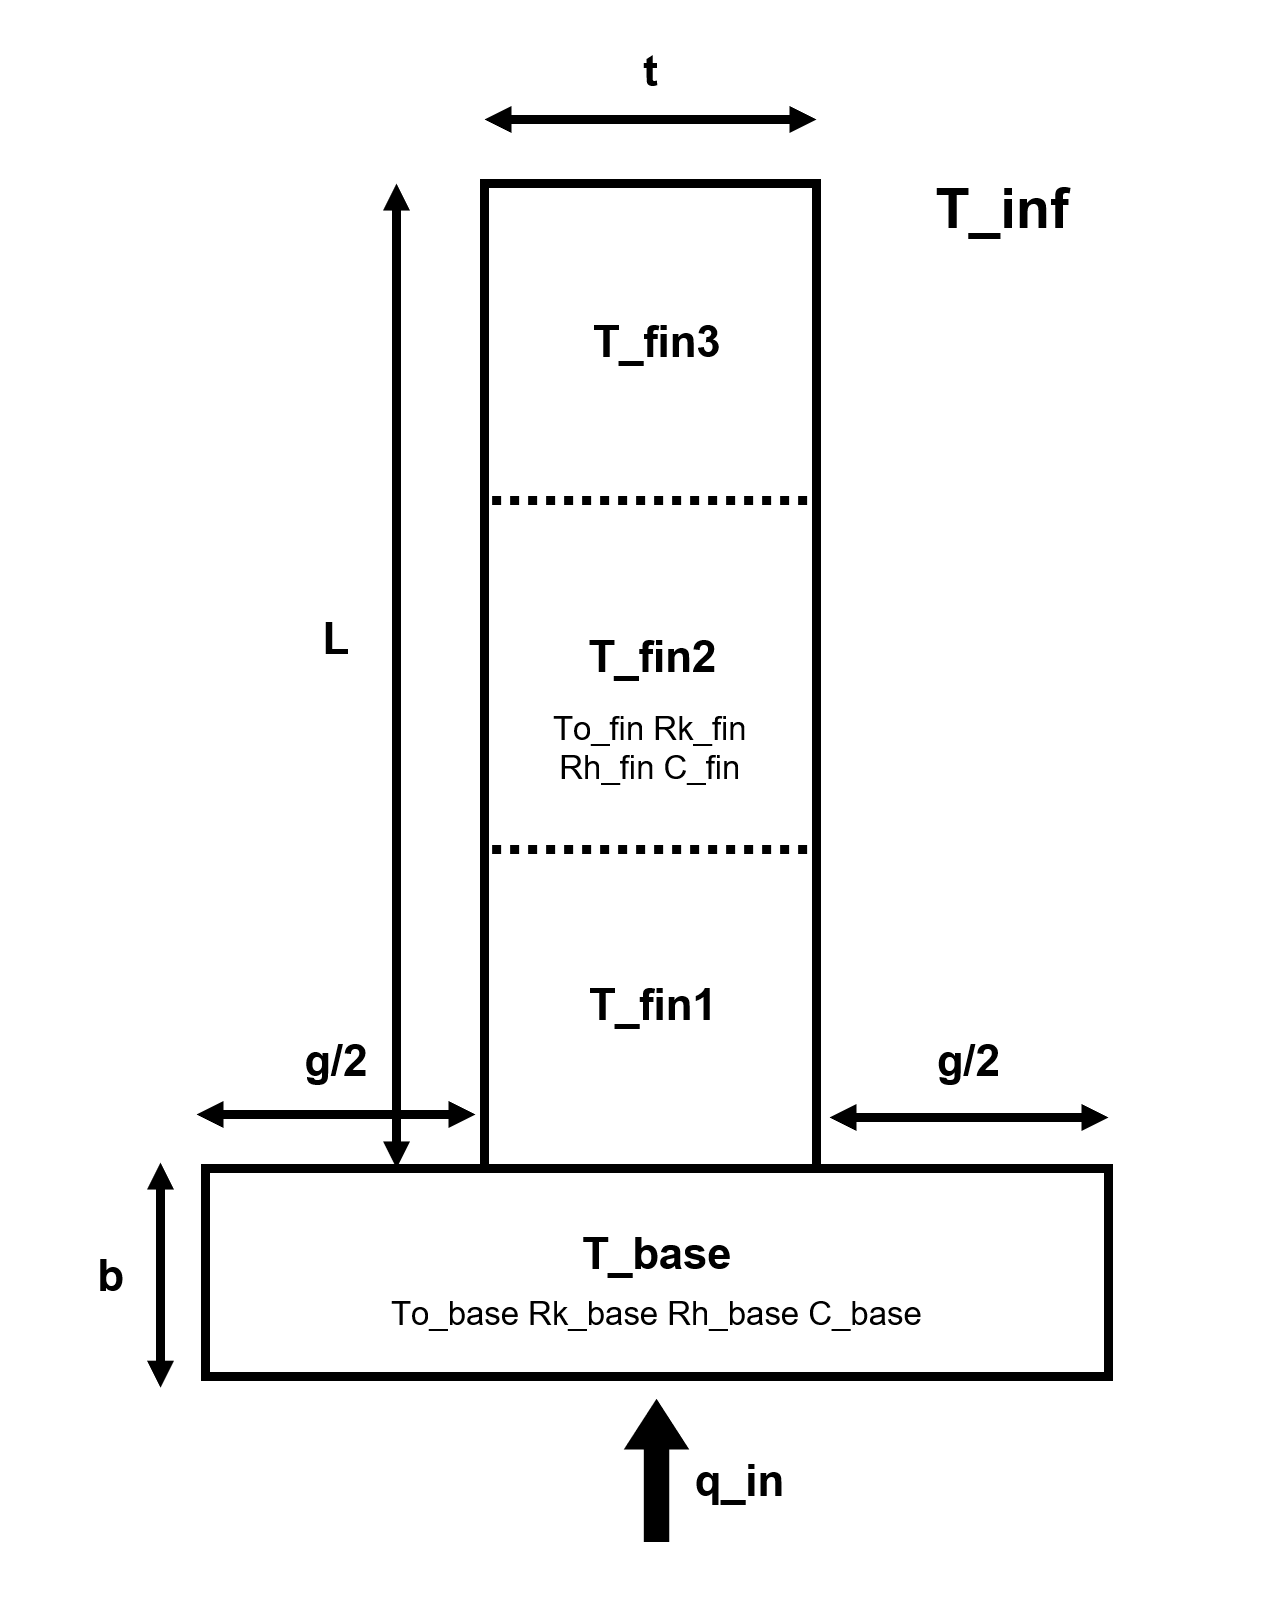 t
T_inf
T_fin3
L
T_fin2
To_fin Rk_fin
Rh_fin C_fin
T_fin1
g/2
g/2
b
T_base
To_base Rk_base Rh_base C_base
q_in